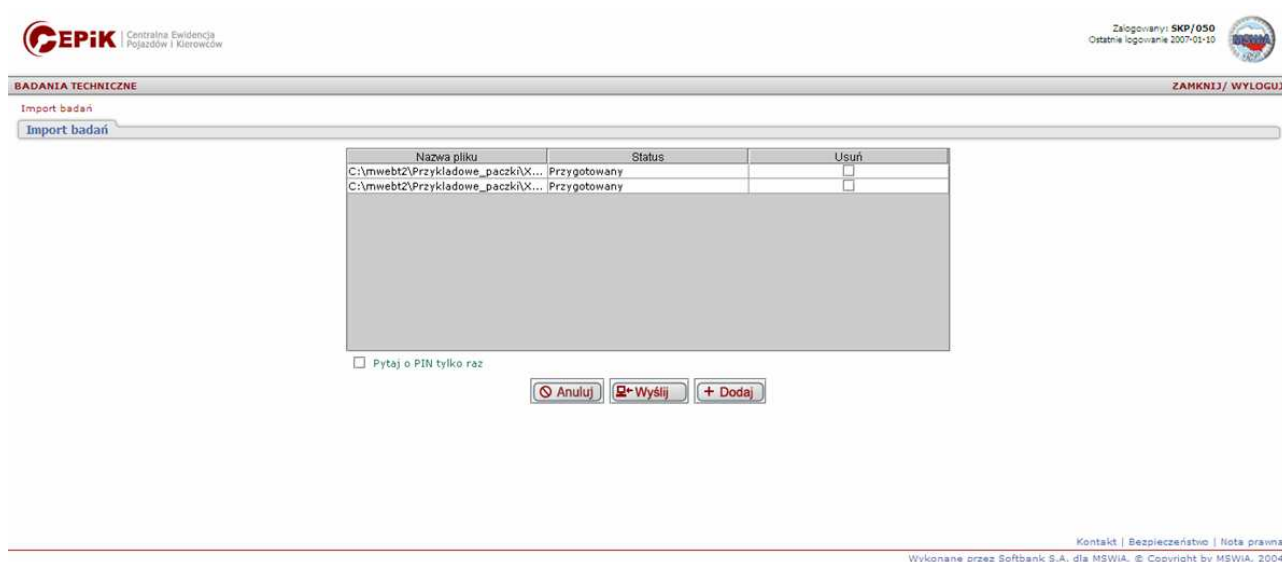 CEPiK Centralna Ewidencja
Pojazdów i Kierowców
Zalogowany: SKP/050
Ostatnie logowanie 2007-01-10
MSWiA
BADANIA TECHNICZNE ZAMKNIJ/ WYLOGUJ
Import badań
Import badań
Nazwa pliku Status Usuń
C:\mwebt2\Przykladowe_paczki\X... Przygotowany
C:\mwebt2\Przykladowe_paczki\X... Przygotowany
Pytaj o PIN tylko raz
Anuluj Wyślij + Dodaj
Kontakt | Bezpieczeństwo | Nota prawna
Wykonane przez Softbank S.A. dla MSWiA. © Copyright by MSWiA. 2004